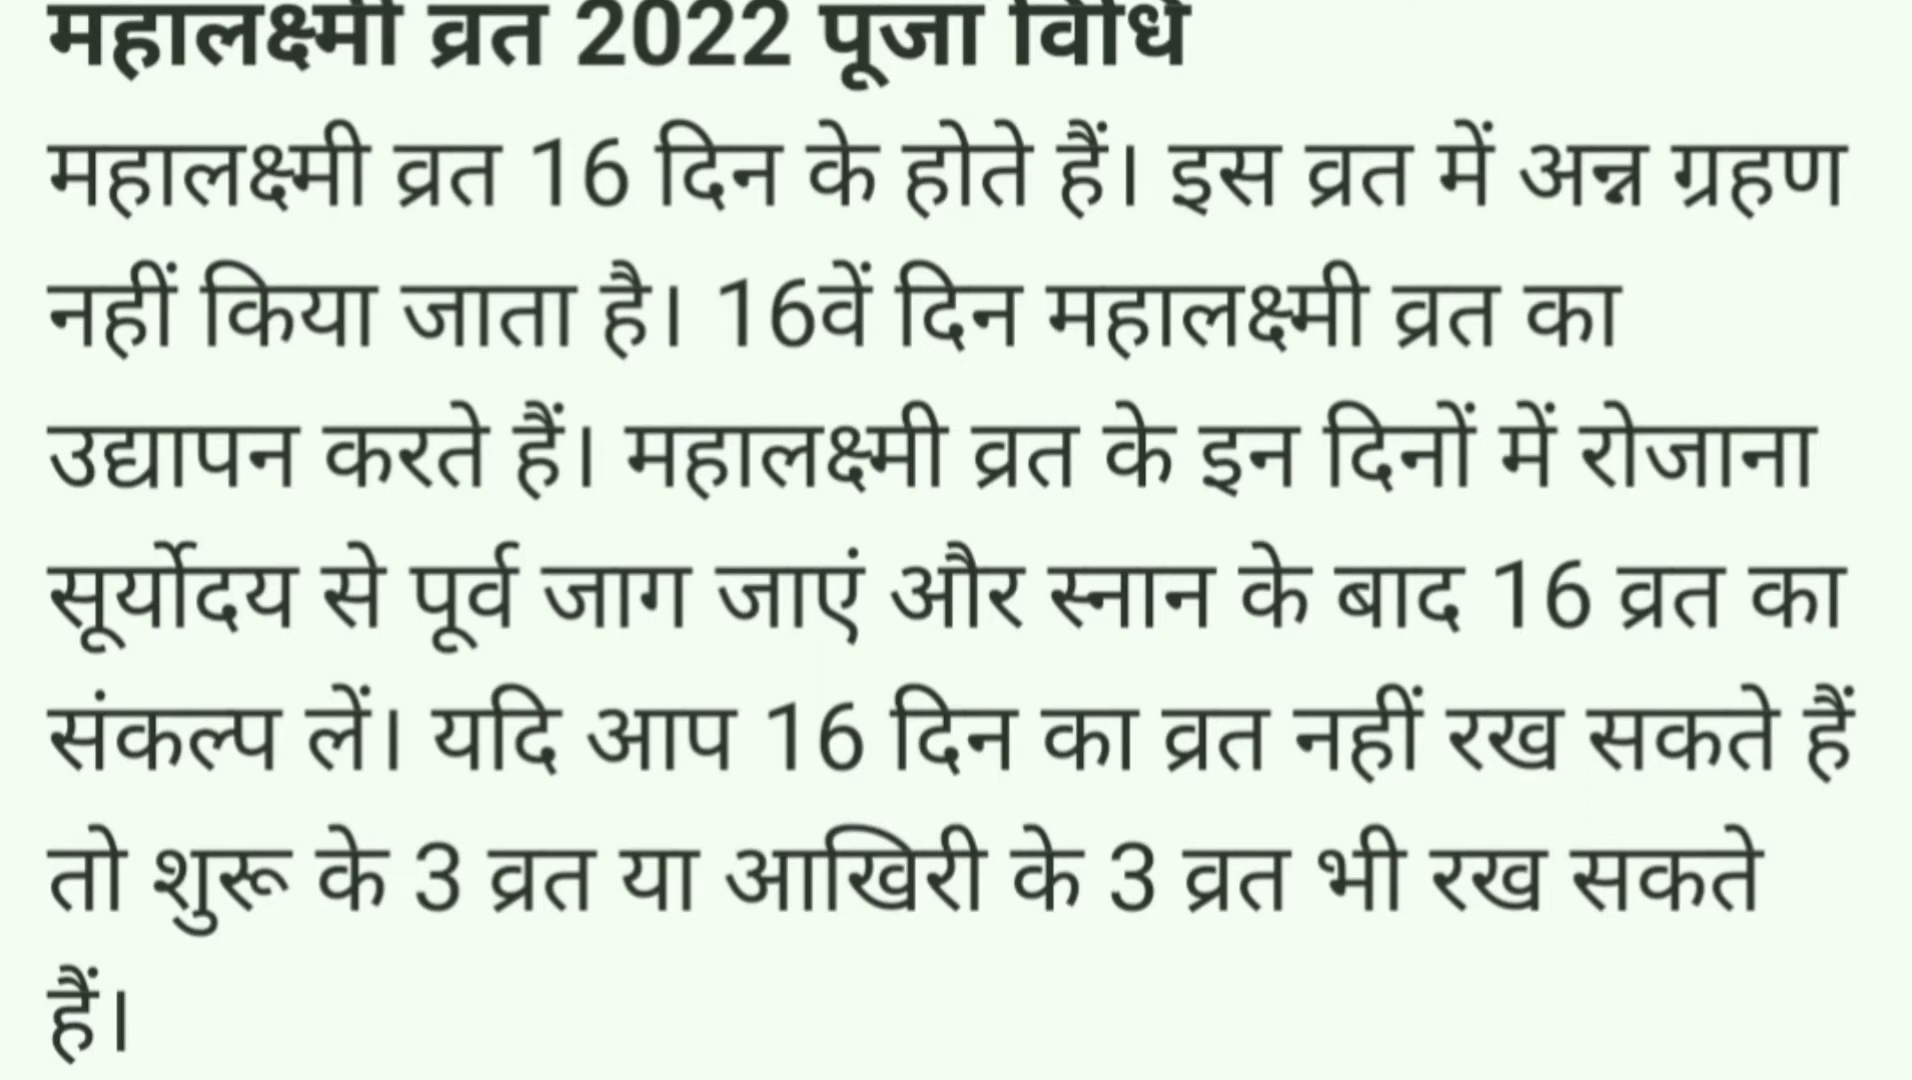 महालक्ष्मी व्रत 2022 पूजा विधि
महालक्ष्मी व्रत 16 दिन के होते हैं। इस व्रत में अन्न ग्रहण
नहीं किया जाता है। 16वें दिन महालक्ष्मी व्रत का
उद्यापन करते हैं। महालक्ष्मी व्रत के इन दिनों में रोजाना
सूर्योदय से पूर्व जाग जाएं और स्नान के बाद 16 व्रत का
संकल्प लें। यदि आप 16 दिन का व्रत नहीं रख सकते हैं
तो शुरू के 3 व्रत या आखिरी के 3 व्रत भी रख सकते
हैं।